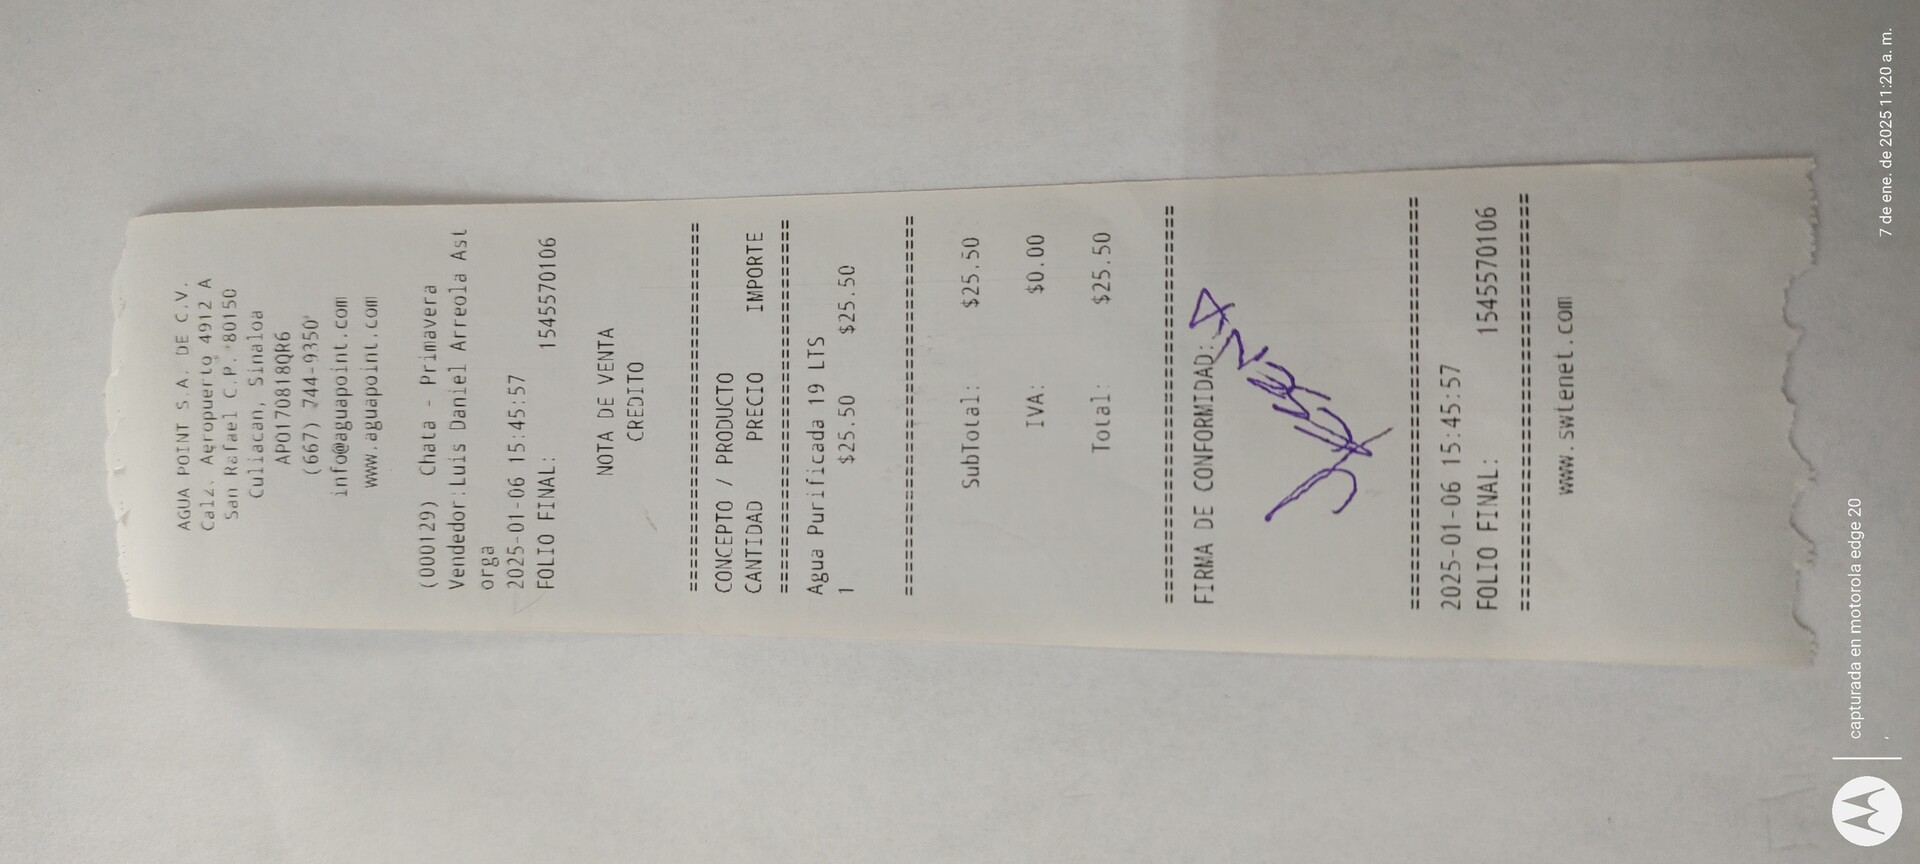 AGUA POINT S.A. DE C.V.
Calz. Aeropuerto 4912 A
San Rafael C.P. 80150
Culiacan, Sinaloa
APO170818QR6
(667) 744-9350
info@aguapoint.com
www.aguapoint.com
(000129) Chata - Primavera
Vendedor:Luis Daniel Arreola Ast
orga
2025-01-06 15:45:57
FOLIO FINAL: 1545570106
NOTA DE VENTA
CREDITO
================================
CONCEPTO / PRODUCTO
CANTIDAD PRECIO IMPORTE
================================
Agua Purificada 19 LTS
1 $25.50 $25.50
================================
SubTotal: $25.50
IVA: $0.00
Total: $25.50
================================
FIRMA DE CONFORMIDAD:
================================
2025-01-06 15:45:57
FOLIO FINAL: 1545570106
================================
www.swtenet.com
capturada en motorola edge 20
7 de ene. de 2025 11:20 a. m.